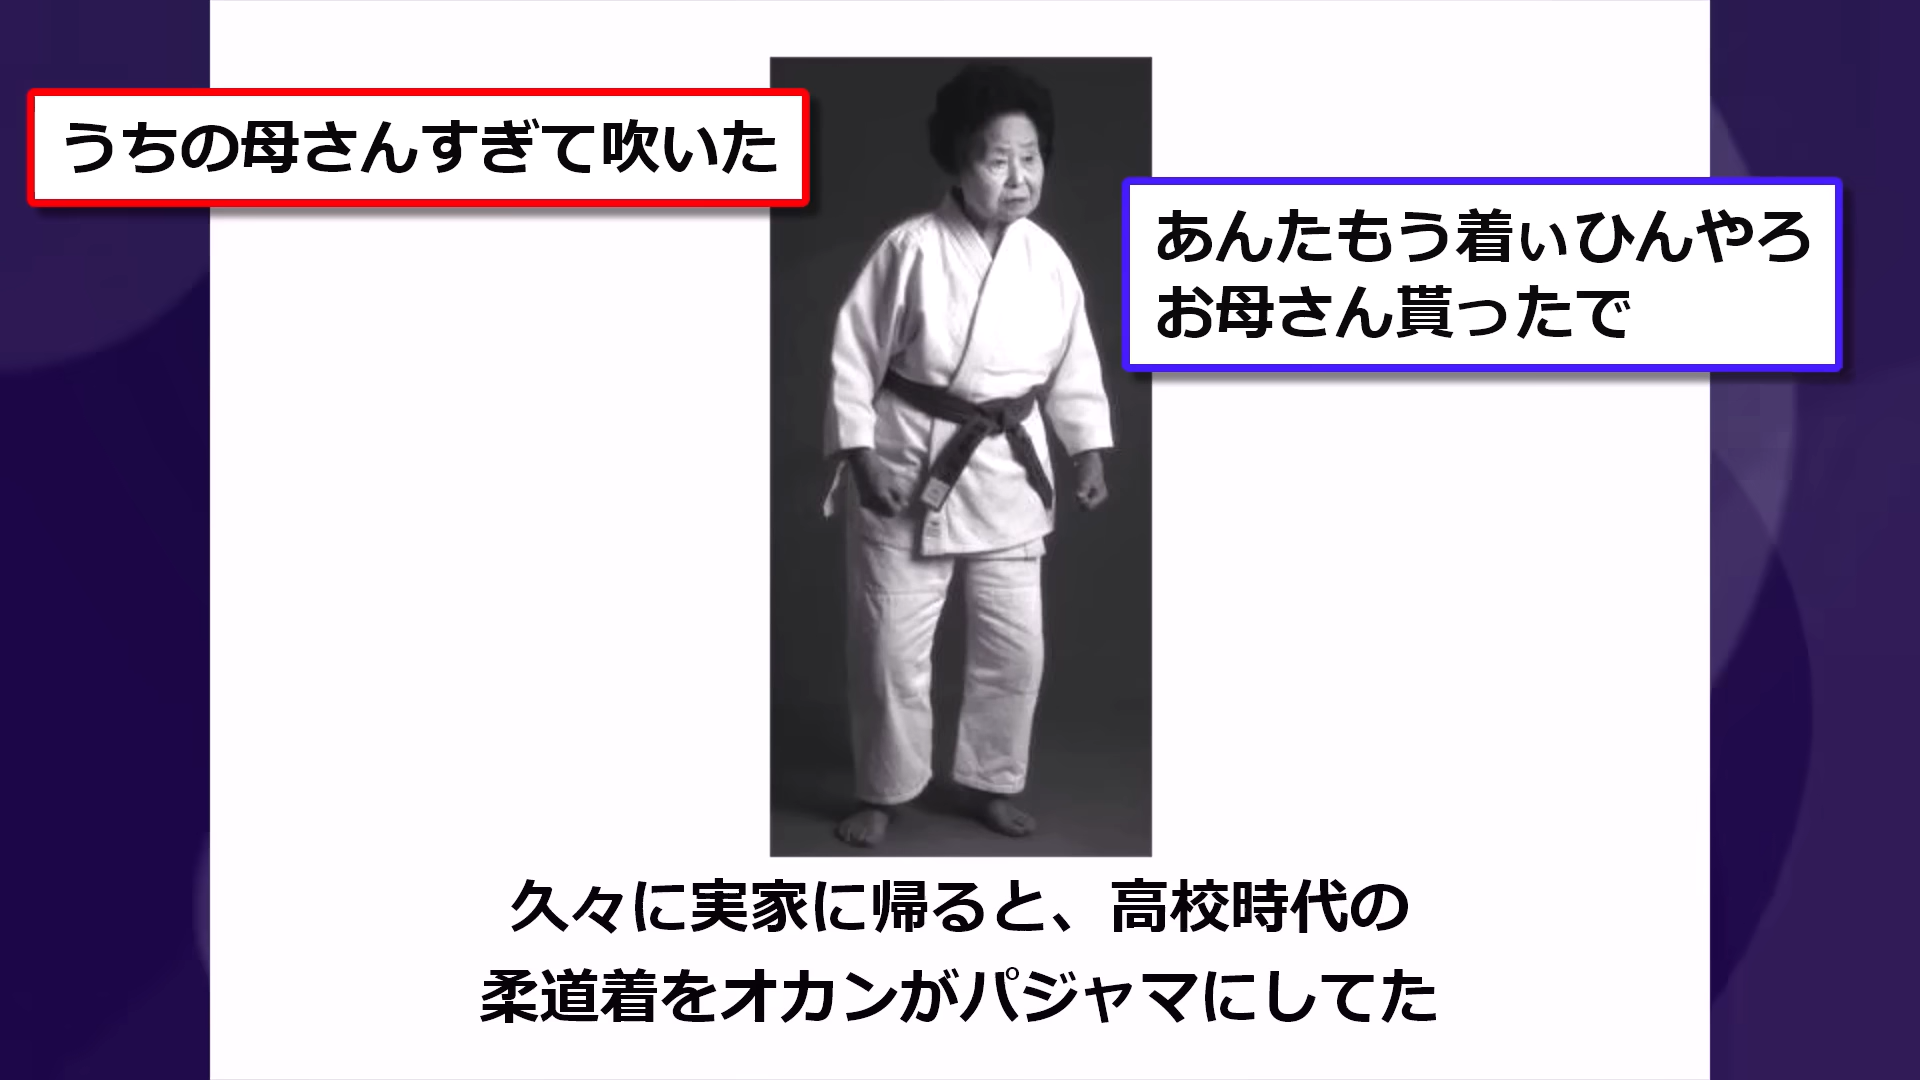 うちの母さんすぎて吹いた
あんたもう着ぃひんやろ
お母さん貰ったで
久々に実家に帰ると、高校時代の
柔道着をオカンがパジャマにしてた